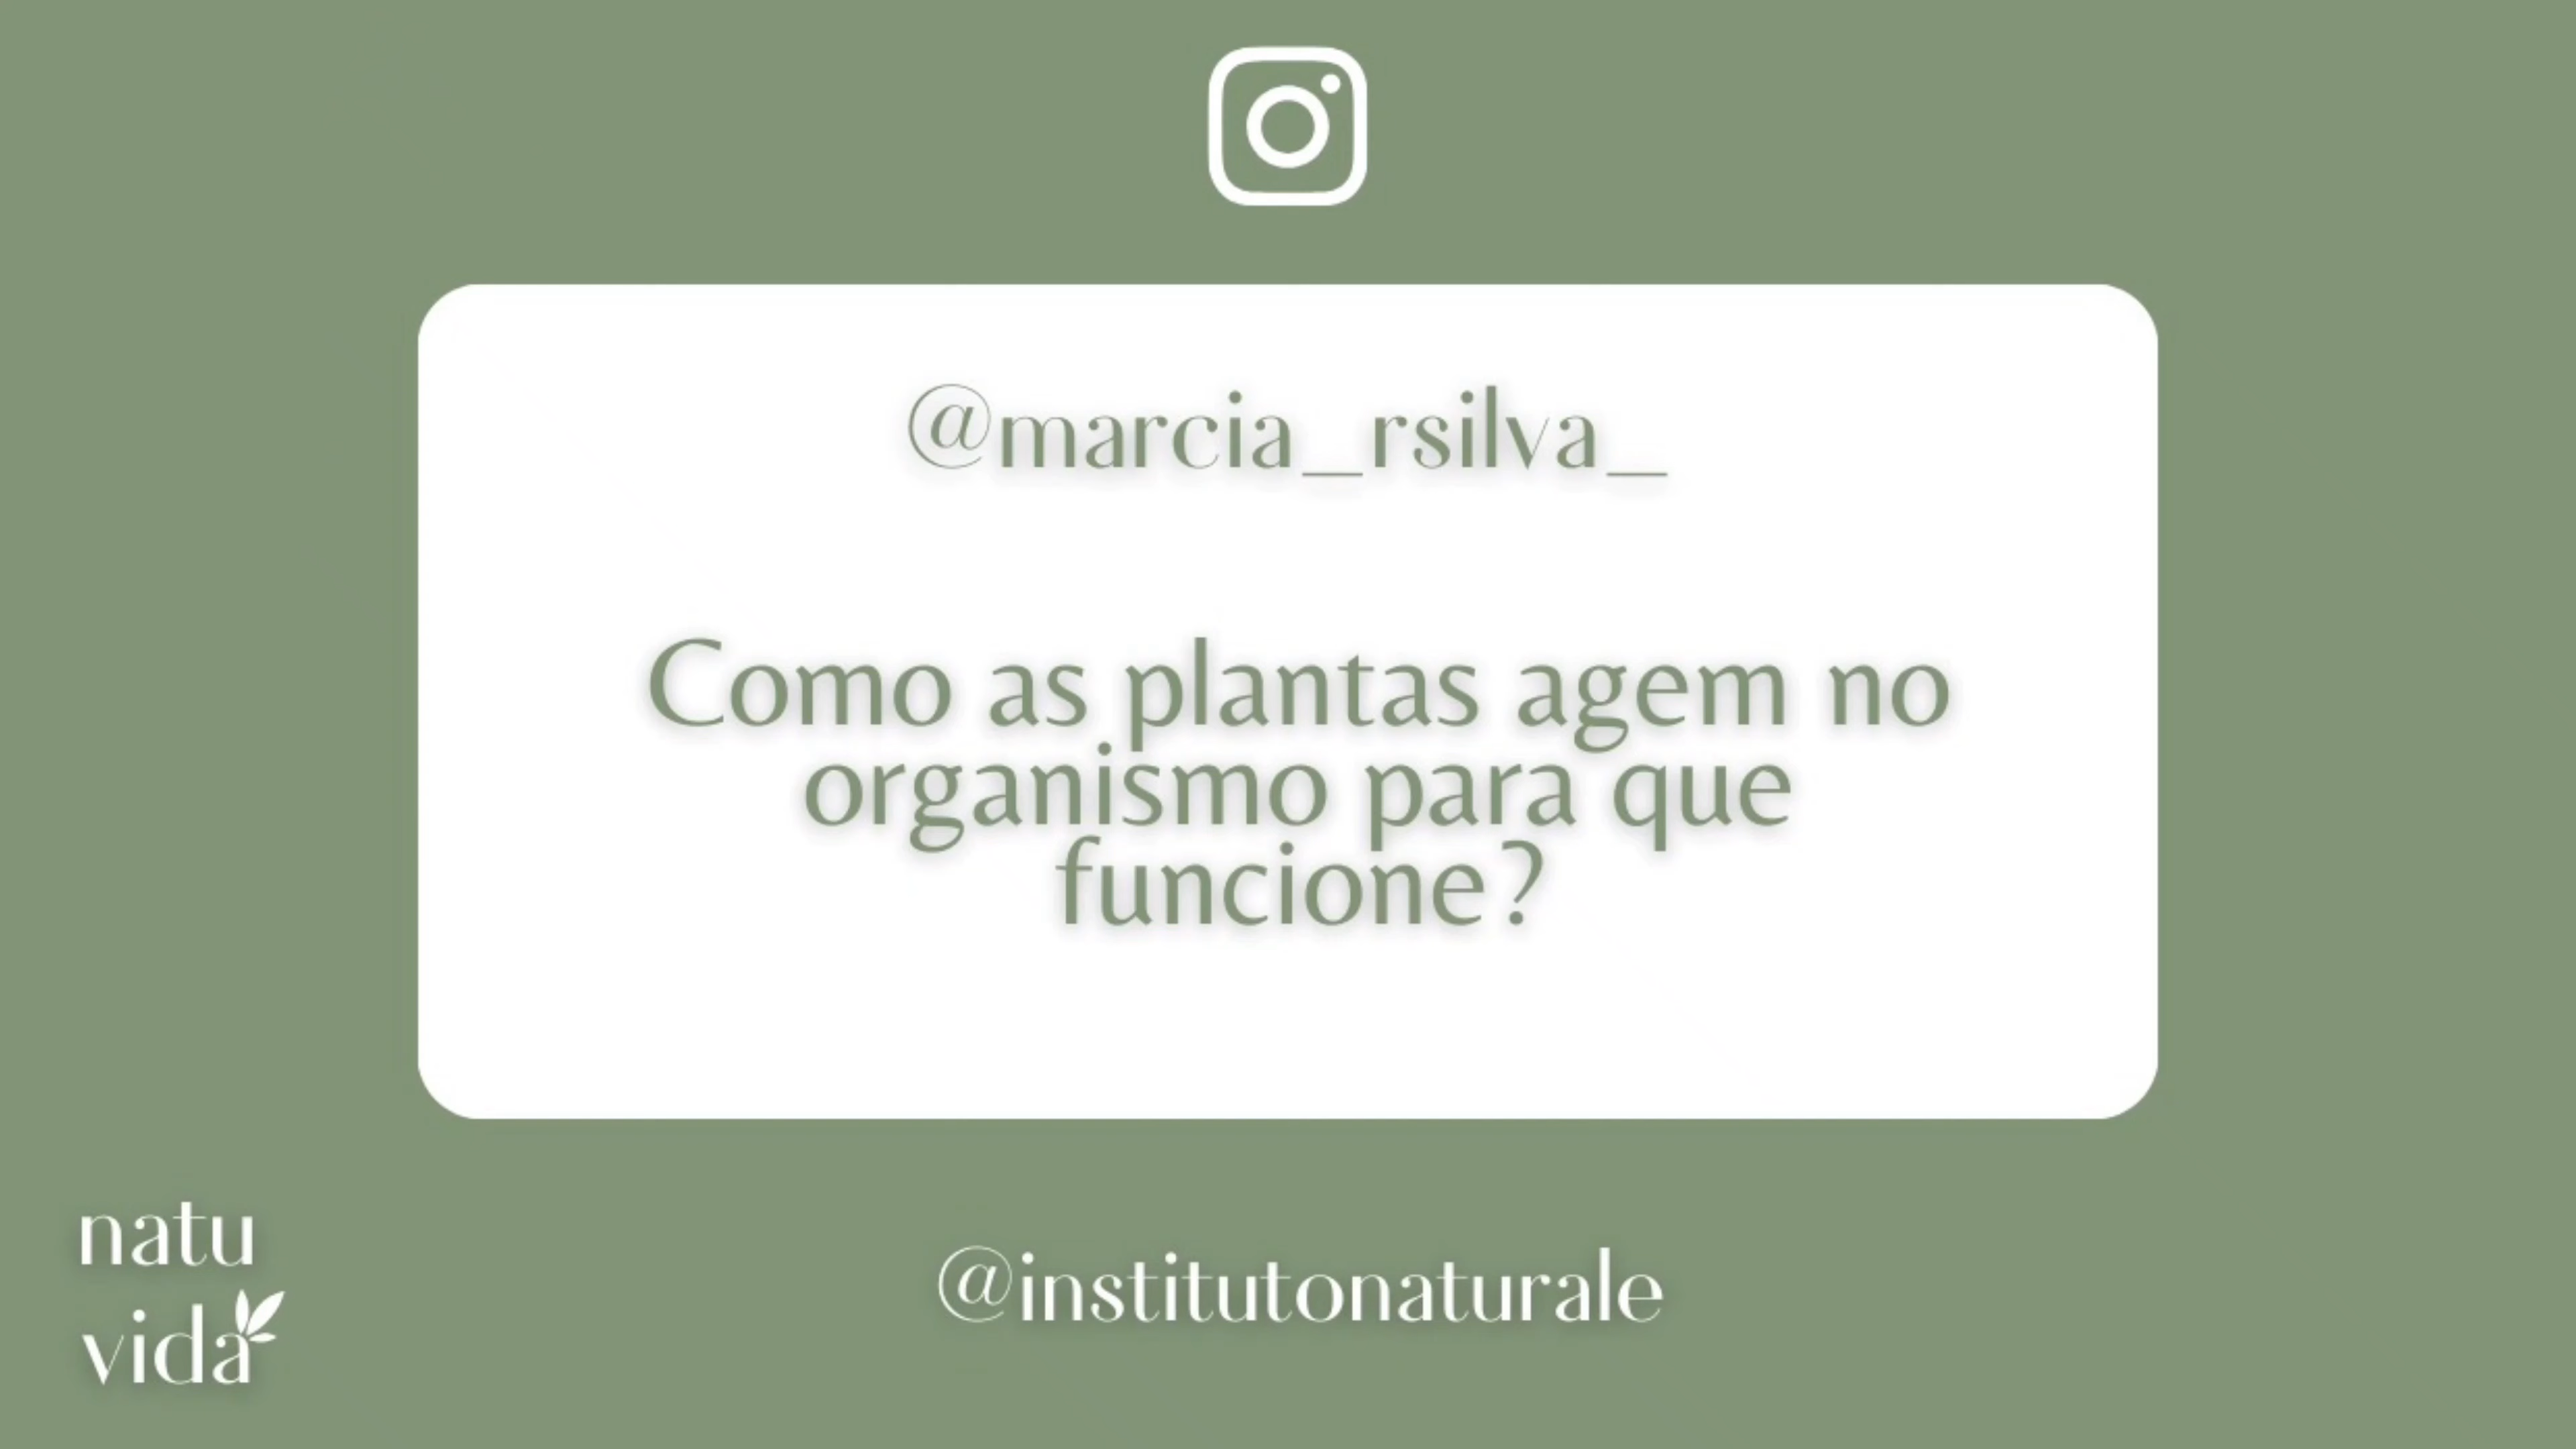 @marcia_rsilva_
Como as plantas agem no
organismo para que
funcione?
natu
vida
@institutonaturale